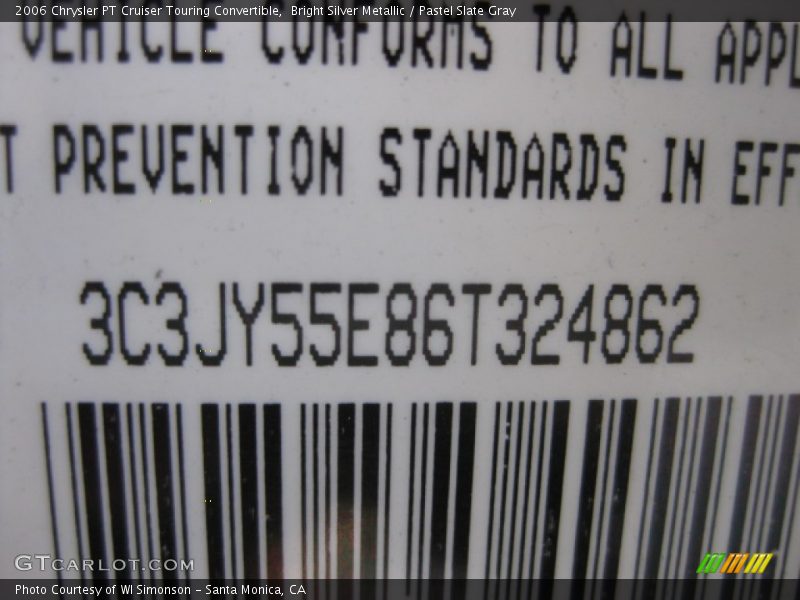 2006 Chrysler PT Cruiser Touring Convertible, Bright Silver Metallic / Pastel Slate Gray
VEHICLE CONFORMS TO ALL APPL
T PREVENTION STANDARDS IN EFF
3C3JY55E86T324862
GTCARLOT.COM
Photo Courtesy of WI Simonson - Santa Monica, CA